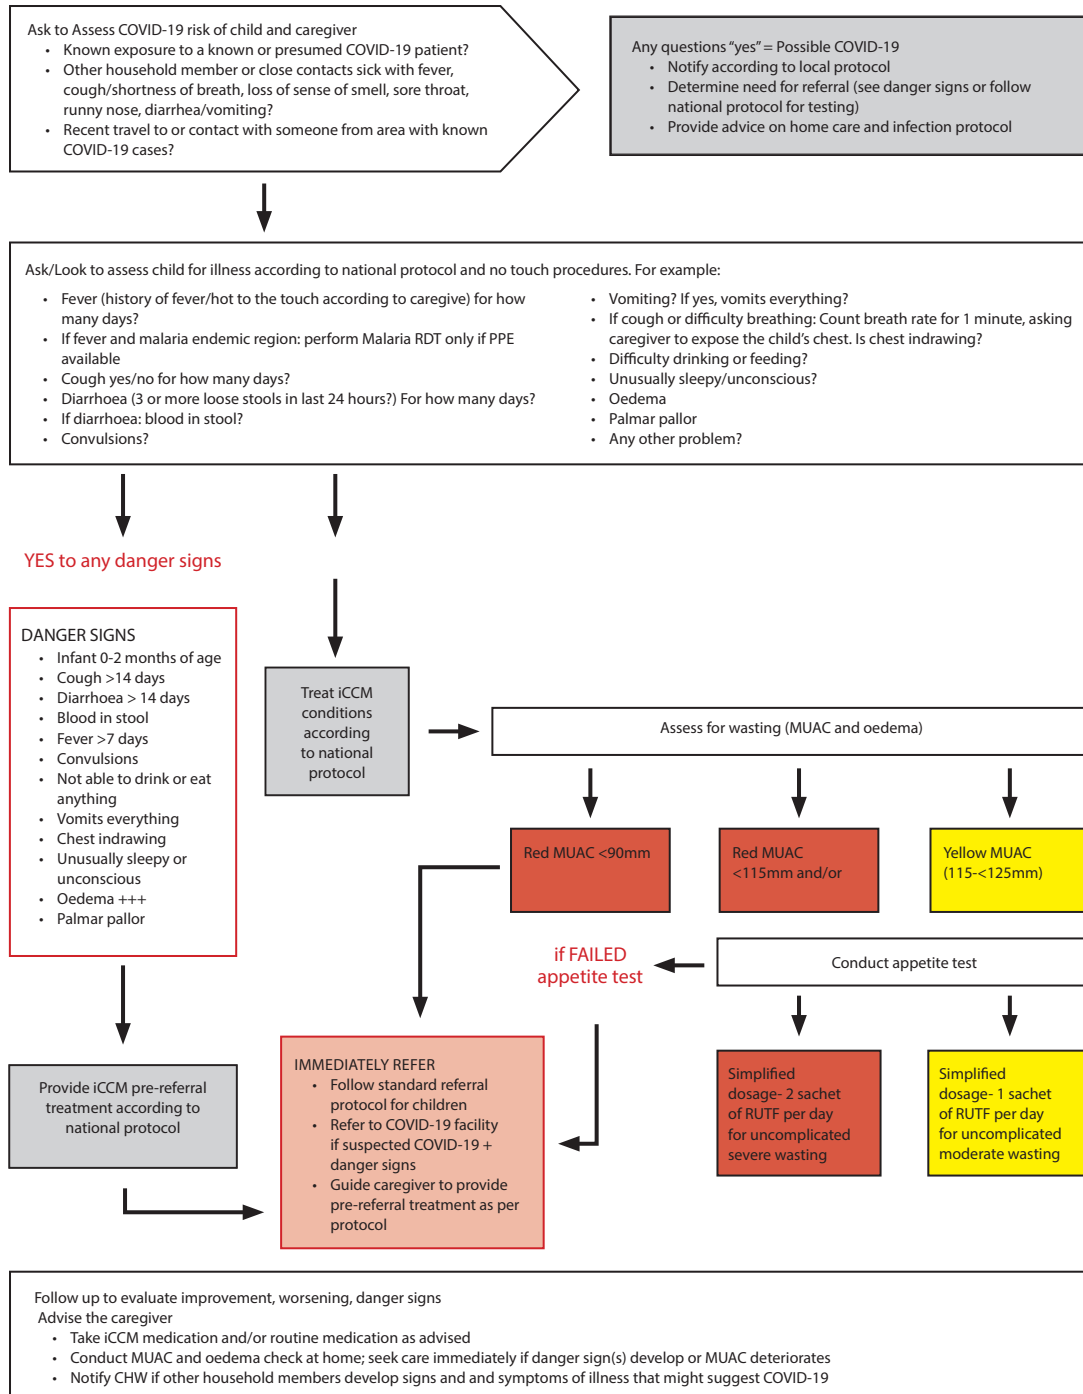 Ask to Assess COVID-19 risk of child and caregiver
• Known exposure to a known or presumed COVID-19 patient?
• Other household member or close contacts sick with fever,
cough/shortness of breath, loss of sense of smell, sore throat,
runny nose, diarrhea/vomiting?
• Recent travel to or contact with someone from area with known
COVID-19 cases?
Any questions “yes” = Possible COVID-19
• Notify according to local protocol
• Determine need for referral (see danger signs or follow
national protocol for testing)
• Provide advice on home care and infection protocol
Ask/Look to assess child for illness according to national protocol and no touch procedures. For example:
• Fever (history of fever/hot to the touch according to caregive) for how
many days?
• If fever and malaria endemic region: perform Malaria RDT only if PPE
available
• Cough yes/no for how many days?
• Diarrhoea (3 or more loose stools in last 24 hours?) For how many days?
• If diarrhoea: blood in stool?
• Convulsions?
• Vomiting? If yes, vomits everything?
• If cough or difficulty breathing: Count breath rate for 1 minute, asking
caregiver to expose the child’s chest. Is chest indrawing?
• Difficulty drinking or feeding?
• Unusually sleepy/unconscious?
• Oedema
• Palmar pallor
• Any other problem?
YES to any danger signs
DANGER SIGNS
• Infant 0-2 months of age
• Cough >14 days
• Diarrhoea > 14 days
• Blood in stool
• Fever >7 days
• Convulsions
• Not able to drink or eat
anything
• Vomits everything
• Chest indrawing
• Unusually sleepy or
unconscious
• Oedema +++
• Palmar pallor
Treat iCCM
conditions
according
to national
protocol
Assess for wasting (MUAC and oedema)
Red MUAC <90mm
Red MUAC
<115mm and/or
Yellow MUAC
(115-<125mm)
if FAILED
appetite test
Conduct appetite test
Provide iCCM pre-referral
treatment according to
national protocol
IMMEDIATELY REFER
• Follow standard referral
protocol for children
• Refer to COVID-19 facility
if suspected COVID-19 +
danger signs
• Guide caregiver to provide
pre-referral treatment as per
protocol
Simplified
dosage- 2 sachet
of RUTF per day
for uncomplicated
severe wasting
Simplified
dosage- 1 sachet
of RUTF per day
for uncomplicated
moderate wasting
Follow up to evaluate improvement, worsening, danger signs
Advise the caregiver
• Take iCCM medication and/or routine medication as advised
• Conduct MUAC and oedema check at home; seek care immediately if danger sign(s) develop or MUAC deteriorates
• Notify CHW if other household members develop signs and and symptoms of illness that might suggest COVID-19